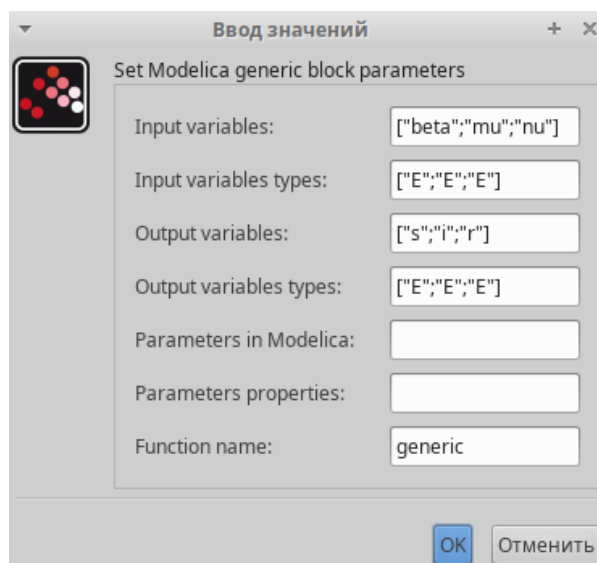 Ввод значений
Set Modelica generic block parameters
Input variables: ["beta";"mu";"nu"]
Input variables types: ["E";"E";"E"]
Output variables: ["s";"i";"r"]
Output variables types: ["E";"E";"E"]
Parameters in Modelica:
Parameters properties:
Function name: generic
OK Отменить